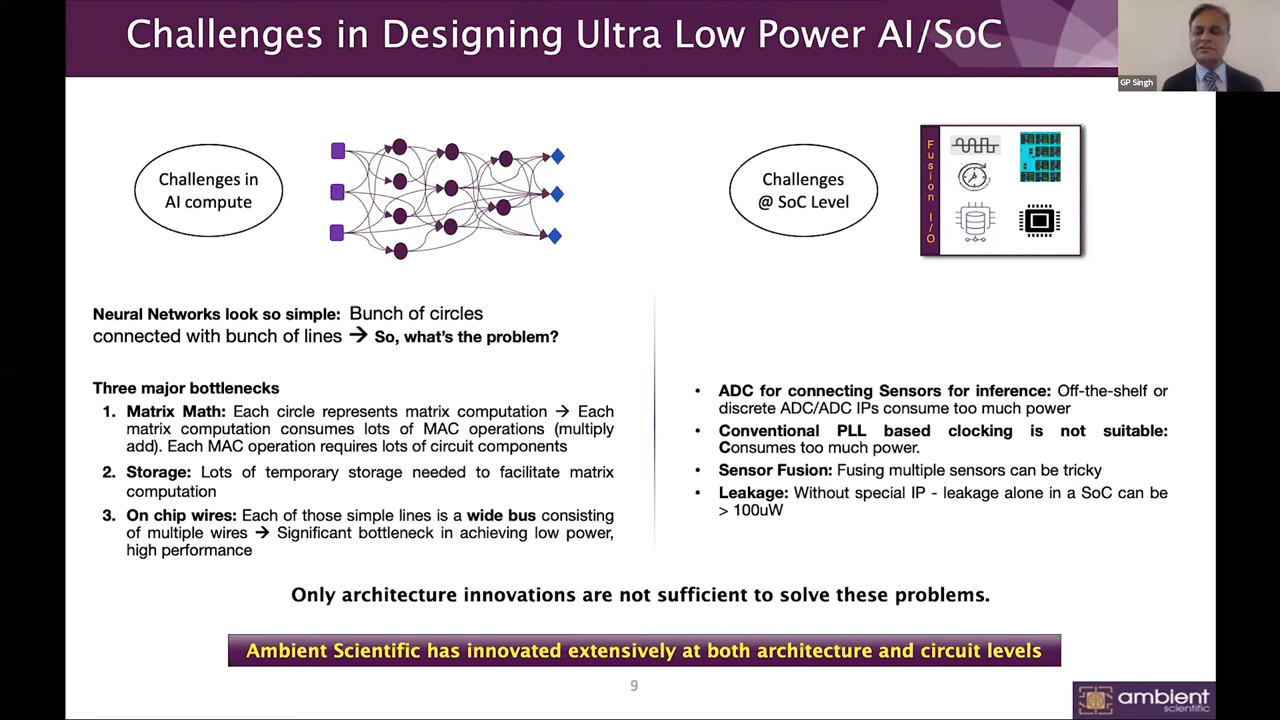 Challenges in Designing Ultra Low Power AI/SoC
GP Singh
Challenges in
AI compute
Challenges
@ SoC Level
Fusion I/O
Neural Networks look so simple: Bunch of circles
connected with bunch of lines → So, what's the problem?
Three major bottlenecks
1. Matrix Math: Each circle represents matrix computation → Each
matrix computation consumes lots of MAC operations (multiply
add). Each MAC operation requires lots of circuit components
2. Storage: Lots of temporary storage needed to facilitate matrix
computation
3. On chip wires: Each of those simple lines is a wide bus consisting
of multiple wires → Significant bottleneck in achieving low power,
high performance
• ADC for connecting Sensors for inference: Off-the-shelf or
discrete ADC/ADC IPs consume too much power
• Conventional PLL based clocking is not suitable:
Consumes too much power.
• Sensor Fusion: Fusing multiple sensors can be tricky
• Leakage: Without special IP - leakage alone in a SoC can be
> 100uW
Only architecture innovations are not sufficient to solve these problems.
Ambient Scientific has innovated extensively at both architecture and circuit levels
9
ambient
scientific